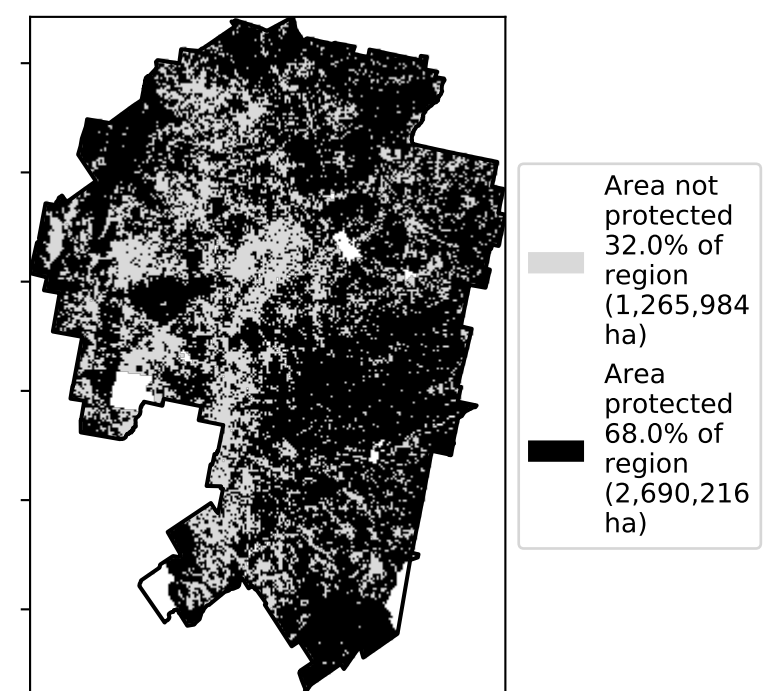 Area not
protected
32.0% of
region
(1,265,984
ha)
Area
protected
68.0% of
region
(2,690,216
ha)